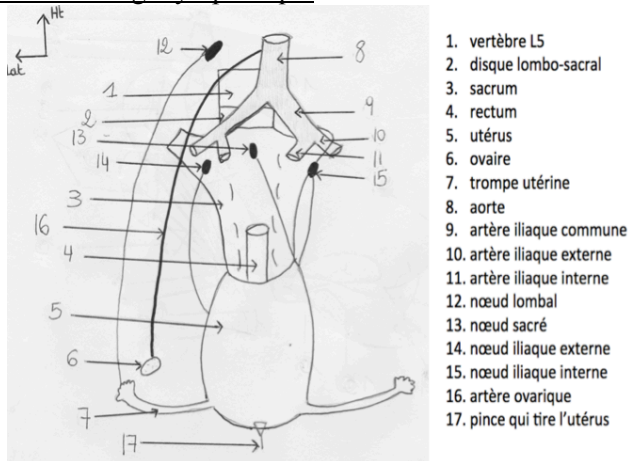 Ht
lat
12
8
1
9
2
10
13
11
14
15
3
16
4
5
6
7
17
1. vertèbre L5
2. disque lombo-sacral
3. sacrum
4. rectum
5. utérus
6. ovaire
7. trompe utérine
8. aorte
9. artère iliaque commune
10. artère iliaque externe
11. artère iliaque interne
12. nœud lombal
13. nœud sacré
14. nœud iliaque externe
15. nœud iliaque interne
16. artère ovarique
17. pince qui tire l'utérus